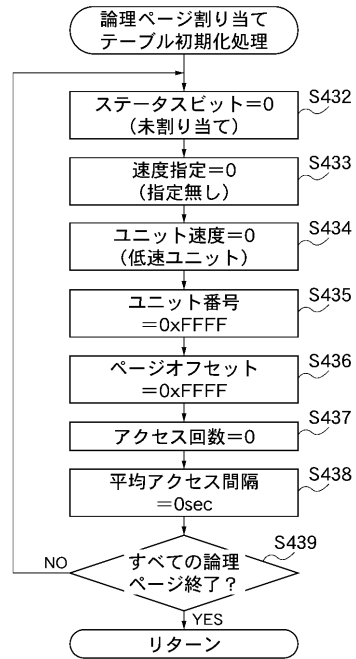 論理ページ割り当て
テーブル初期化処理
ステータスビット=0
(未割り当て)
S432
速度指定=0
(指定無し)
S433
ユニット速度=0
(低速ユニット)
S434
ユニット番号
=0xFFFF
S435
ページオフセット
=0xFFFF
S436
アクセス回数=0
S437
平均アクセス間隔
=0sec
S438
すべての論理
ページ終了?
S439
NO
YES
リターン